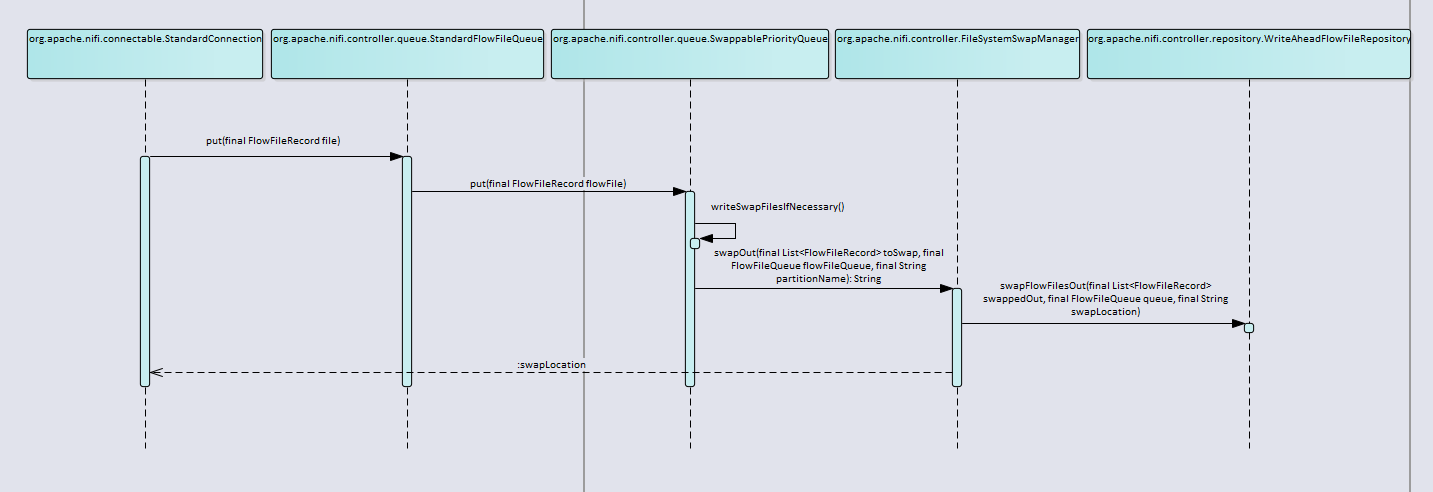 org.apache.nifi.connectable.StandardConnection
org.apache.nifi.controller.queue.StandardFlowFileQueue
org.apache.nifi.controller.queue.SwappablePriorityQueue
org.apache.nifi.controller.FileSystemSwapManager
org.apache.nifi.controller.repository.WriteAheadFlowFileRepository
put(final FlowFileRecord file)
put(final FlowFileRecord flowFile)
writeSwapFilesIfNecessary()
swapOut(final List<FlowFileRecord> toSwap, final
FlowFileQueue flowFileQueue, final String
partitionName): String
swapFlowFilesOut(final List<FlowFileRecord>
swappedOut, final FlowFileQueue queue, final String
swapLocation)
:swapLocation